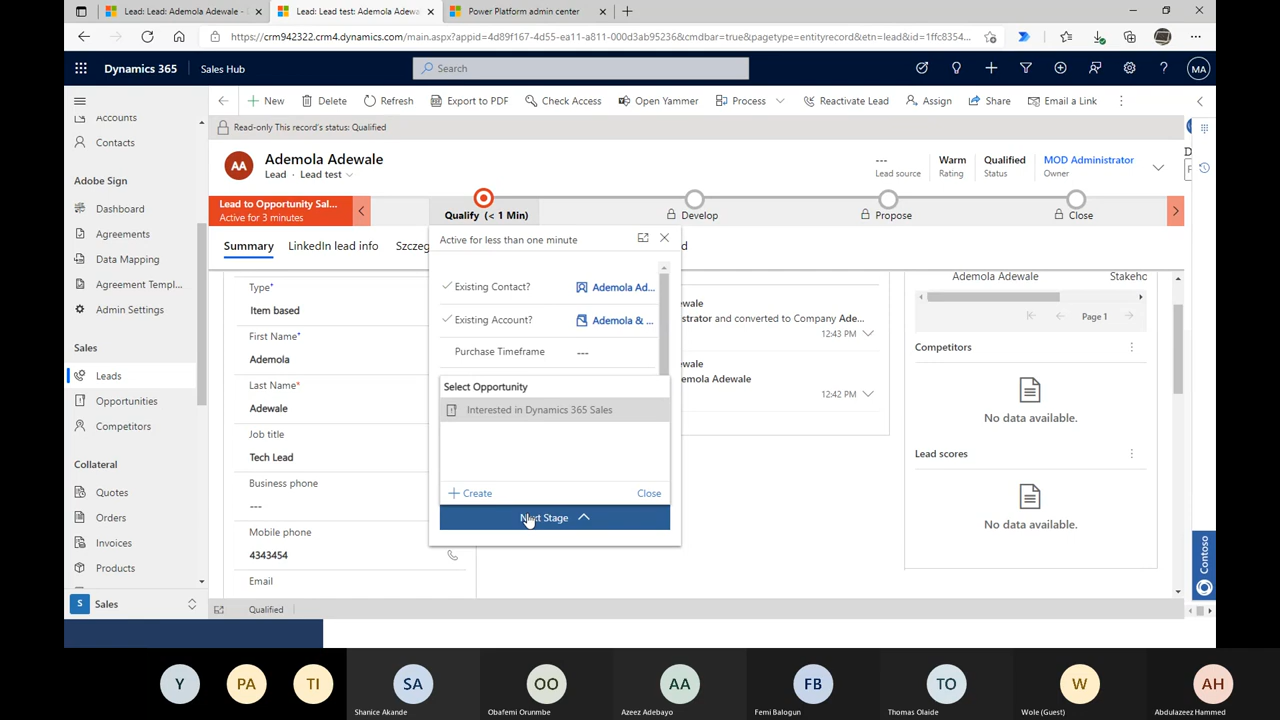 Lead: Lead: Ademola Adewale -
Lead: Lead test: Ademola Adewa
Power Platform admin center
https://crm942322.crm4.dynamics.com/main.aspx?appid=4d89f167-4d55-ea11-a811-000d3ab95236&cmdbar=true&pagetype=entityrecord&etn=lead&id=1ffc8354...
Dynamics 365
Sales Hub
Search
MA
New
Delete
Refresh
Export to PDF
Check Access
Open Yammer
Process
Reactivate Lead
Assign
Share
Email a Link
Accounts
Contacts
Adobe Sign
Dashboard
Agreements
Data Mapping
Agreement Templ...
Admin Settings
Sales
Leads
Opportunities
Competitors
Collateral
Quotes
Orders
Invoices
Products
S Sales
Read-only This record's status: Qualified
AA
Ademola Adewale
Lead · Lead test
---
Lead source
Warm
Rating
Qualified
Status
MOD Administrator
Owner
D
Lead to Opportunity Sal...
Active for 3 minutes
Qualify (< 1 Min)
Develop
Propose
Close
Summary
LinkedIn lead info
Szczeg
d
Type*
Item based
First Name*
Ademola
Last Name*
Adewale
Job title
Tech Lead
Business phone
---
Mobile phone
4343454
Email
Active for less than one minute
Existing Contact?
Ademola Ad...
Existing Account?
Ademola & ...
Purchase Timeframe
---
Select Opportunity
Interested in Dynamics 365 Sales
+ Create
Close
Next Stage
ewale
strator and converted to Company Ade...
12:43 PM
ewale
demola Adewale
12:42 PM
Ademola Adewale
Stakeho
Page 1
Competitors
No data available.
Lead scores
No data available.
Contoso
Qualified
Y
PA
TI
SA
Shanice Akande
OO
Obafemi Orunmbe
AA
Azeez Adebayo
FB
Femi Balogun
TO
Thomas Olaide
W
Wole (Guest)
AH
Abdulazeez Hammed